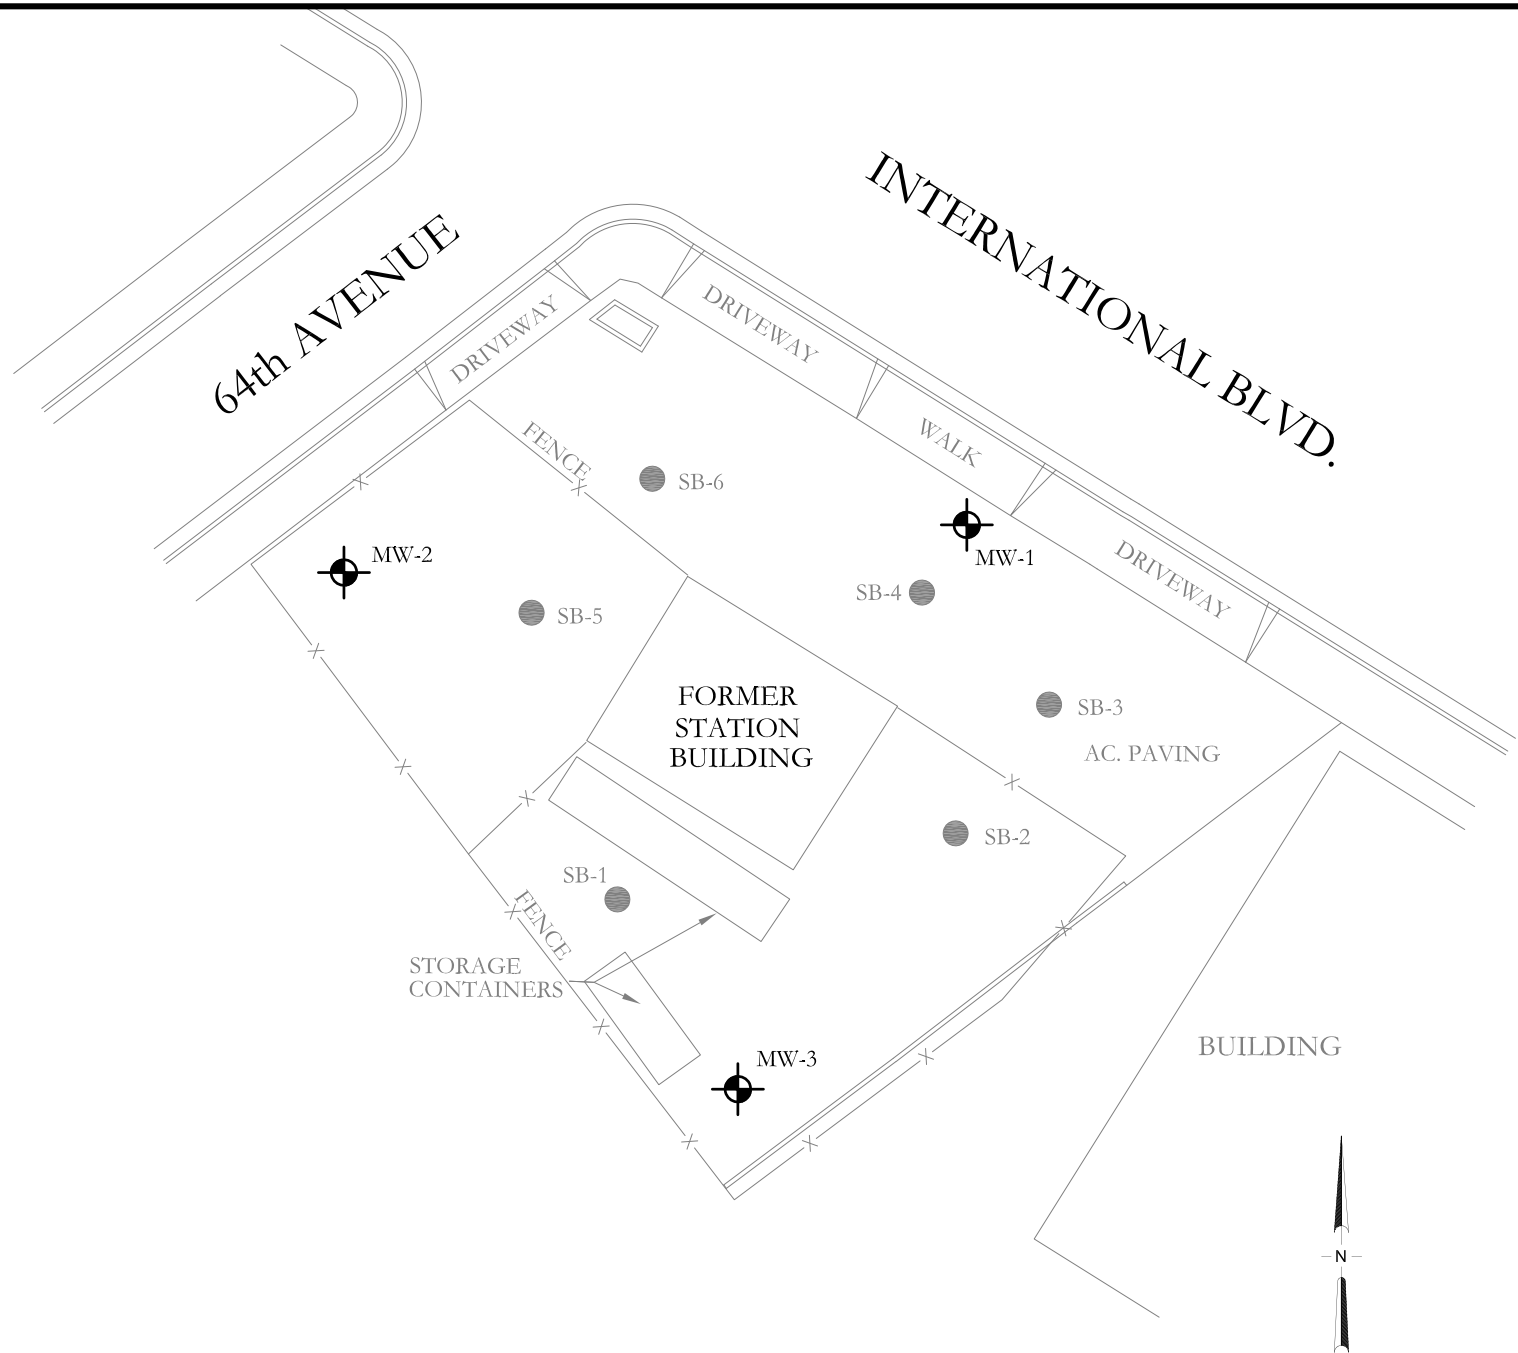 INTERNATIONAL BLVD.
64th AVENUE
DRIVEWAY
DRIVEWAY
WALK
FENCE
SB-6
MW-1
MW-2
DRIVEWAY
SB-4
SB-5
FORMER
STATION
BUILDING
SB-3
AC. PAVING
SB-2
SB-1
FENCE
STORAGE
CONTAINERS
MW-3
BUILDING
N